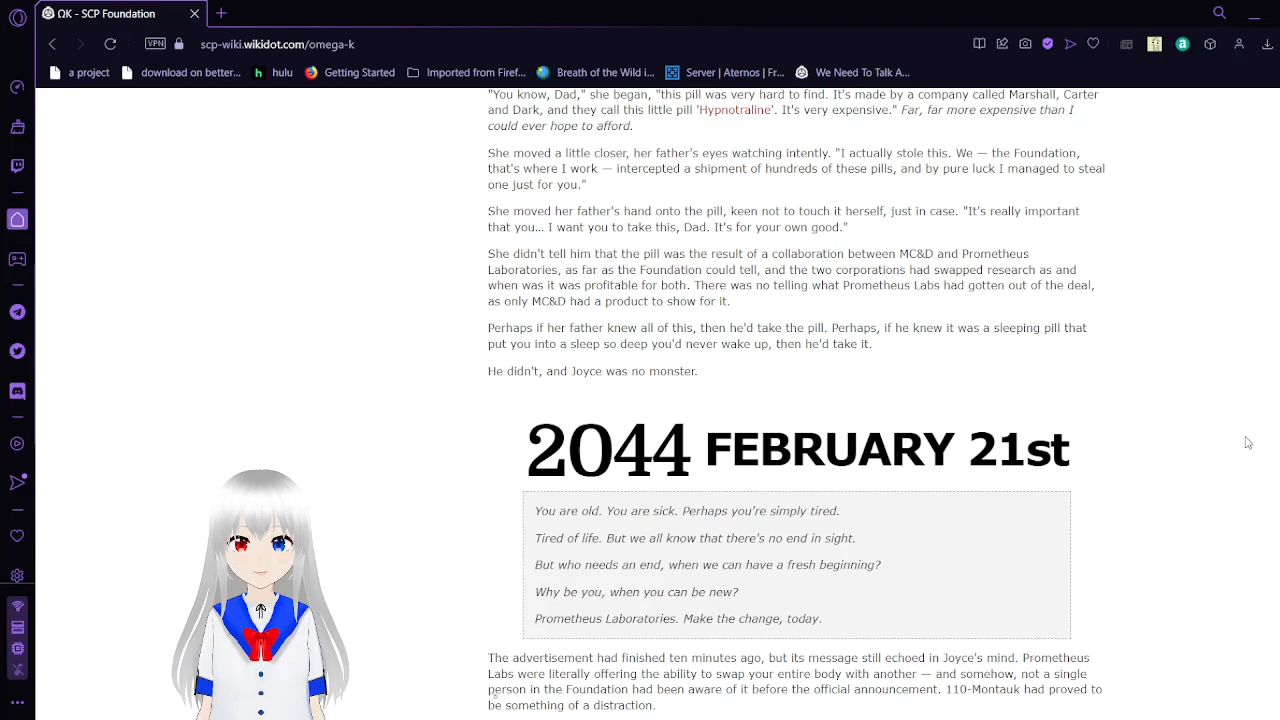 ΩK - SCP Foundation
VPN
scp-wiki.wikidot.com/omega-k
a project
download on better...
hulu
Getting Started
Imported from Firef...
Breath of the Wild i...
Server | Aternos | Fr...
We Need To Talk A...
"You know, Dad," she began, "this pill was very hard to find. It's made by a company called Marshall, Carter
and Dark, and they call this little pill 'Hypnotraline'. It's very expensive." Far, far more expensive than I
could ever hope to afford.
She moved a little closer, her father's eyes watching intently. "I actually stole this. We — the Foundation,
that's where I work — intercepted a shipment of hundreds of these pills, and by pure luck I managed to steal
one just for you."
She moved her father's hand onto the pill, keen not to touch it herself, just in case. "It's really important
that you... I want you to take this, Dad. It's for your own good."
She didn't tell him that the pill was the result of a collaboration between MC&D and Prometheus
Laboratories, as far as the Foundation could tell, and the two corporations had swapped research as and
when was it was profitable for both. There was no telling what Prometheus Labs had gotten out of the deal,
as only MC&D had a product to show for it.
Perhaps if her father knew all of this, then he'd take the pill. Perhaps, if he knew it was a sleeping pill that
put you into a sleep so deep you'd never wake up, then he'd take it.
He didn't, and Joyce was no monster.
2044 FEBRUARY 21st
You are old. You are sick. Perhaps you're simply tired.
Tired of life. But we all know that there's no end in sight.
But who needs an end, when we can have a fresh beginning?
Why be you, when you can be new?
Prometheus Laboratories. Make the change, today.
The advertisement had finished ten minutes ago, but its message still echoed in Joyce's mind. Prometheus
Labs were literally offering the ability to swap your entire body with another — and somehow, not a single
person in the Foundation had been aware of it before the official announcement. 110-Montauk had proved to
be something of a distraction.